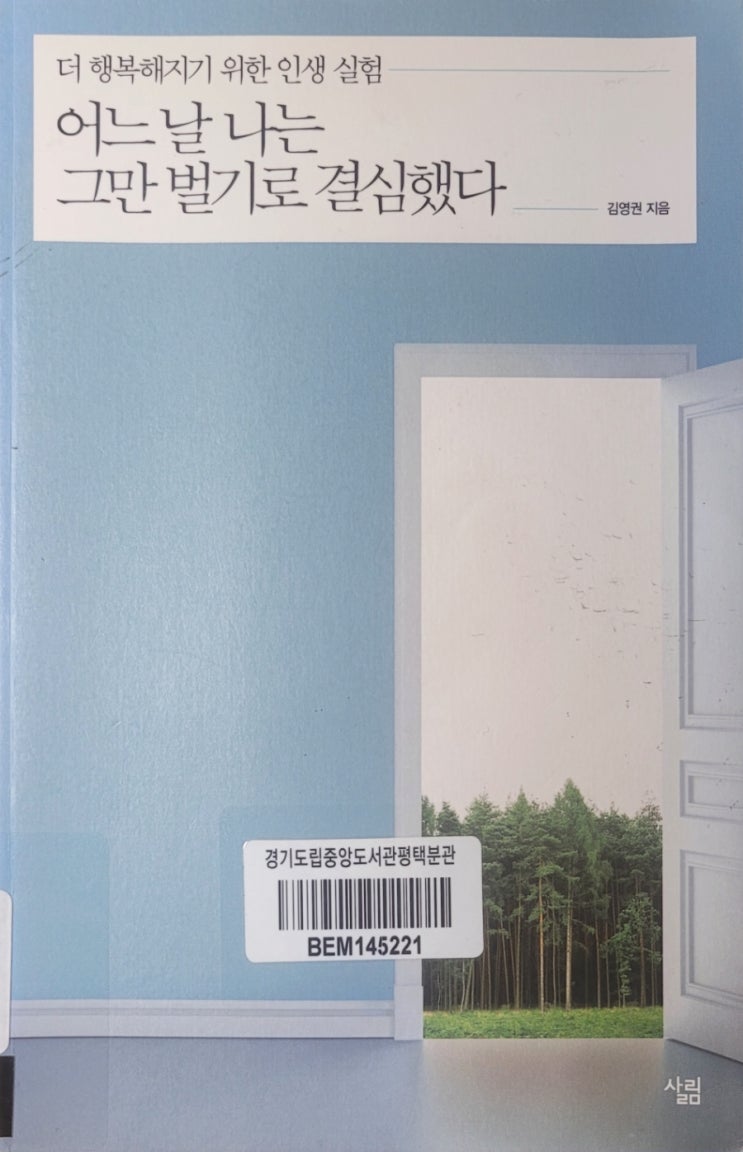 더 행복해지기 위한 인생 실험
어느 날 나는
그만 벌기로 결심했다
김영권 지음
경기도립중앙도서관평택분관
BEM145221
사림